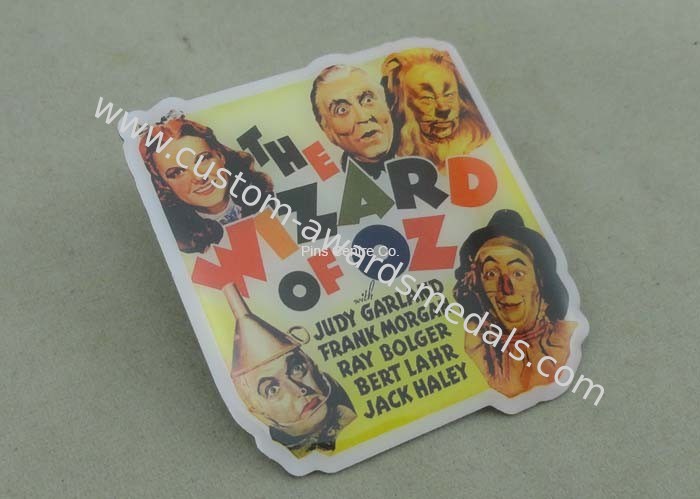 THE
WIZARD
OF OZ
with
JUDY GARLAND
FRANK MORGAN
RAY BOLGER
BERT LAHR
JACK HALEY
Pins Centre Co.
www.custom-awardsmedals.com